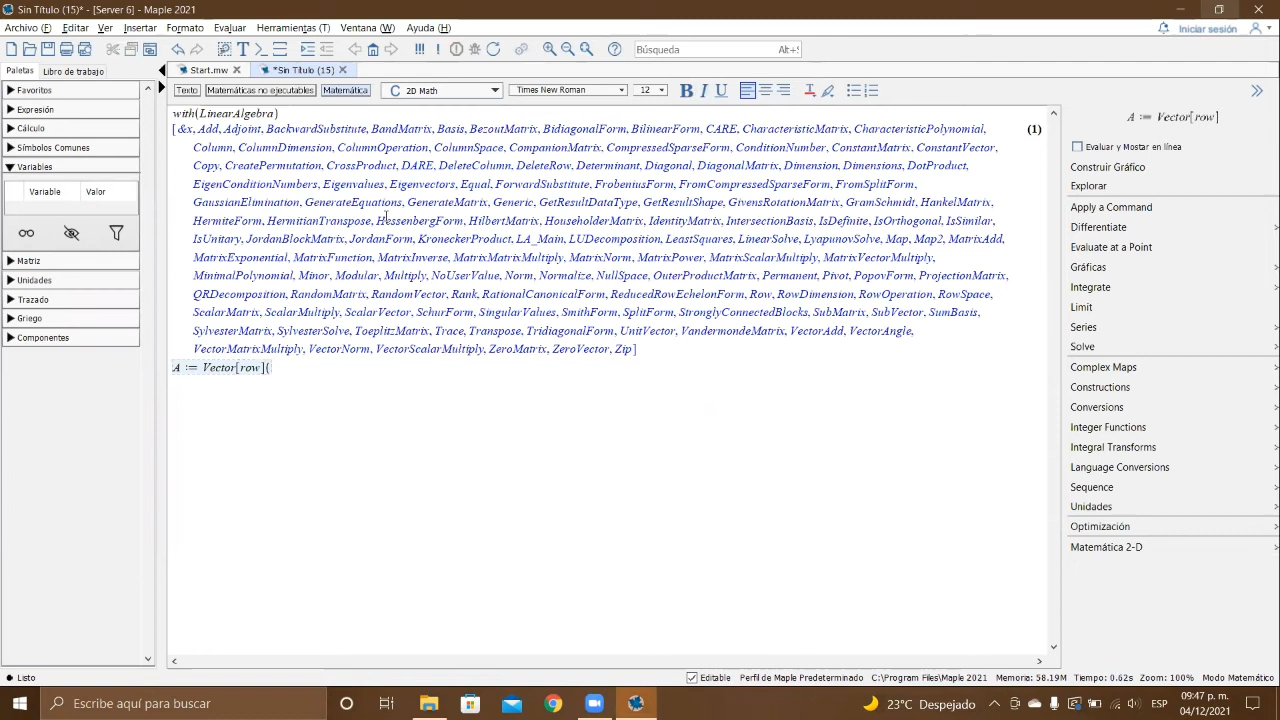 Sin Título (15)* - [Server 6] - Maple 2021
Archivo (F) Editar Ver Insertar Formato Evaluar Herramientas (T) Ventana (W) Ayuda (H)
Iniciar sesión
Búsqueda Alt+S
Paletas Libro de trabajo
Start.mw *Sin Título (15)
Texto Matemáticas no ejecutables Matemática C 2D Math Times New Roman 12 B I U
Favoritos
Expresión
Cálculo
Símbolos Comunes
Variables
Variable Valor
Matriz
Unidades
Trazado
Griego
Componentes
with(LinearAlgebra)
[&x, Add, Adjoint, BackwardSubstitute, BandMatrix, Basis, BezoutMatrix, BidiagonalForm, BilinearForm, CARE, CharacteristicMatrix, CharacteristicPolynomial, (1)
Column, ColumnDimension, ColumnOperation, ColumnSpace, CompanionMatrix, CompressedSparseForm, ConditionNumber, ConstantMatrix, ConstantVector,
Copy, CreatePermutation, CrossProduct, DARE, DeleteColumn, DeleteRow, Determinant, Diagonal, DiagonalMatrix, Dimension, Dimensions, DotProduct,
EigenConditionNumbers, Eigenvalues, Eigenvectors, Equal, ForwardSubstitute, FrobeniusForm, FromCompressedSparseForm, FromSplitForm,
GaussianElimination, GenerateEquations, GenerateMatrix, Generic, GetResultDataType, GetResultShape, GivensRotationMatrix, GramSchmidt, HankelMatrix,
HermiteForm, HermitianTranspose, HessenbergForm, HilbertMatrix, HouseholderMatrix, IdentityMatrix, IntersectionBasis, IsDefinite, IsOrthogonal, IsSimilar,
IsUnitary, JordanBlockMatrix, JordanForm, KroneckerProduct, LA_Main, LUDecomposition, LeastSquares, LinearSolve, LyapunovSolve, Map, Map2, MatrixAdd,
MatrixExponential, MatrixFunction, MatrixInverse, MatrixMatrixMultiply, MatrixNorm, MatrixPower, MatrixScalarMultiply, MatrixVectorMultiply,
MinimalPolynomial, Minor, Modular, Multiply, NoUserValue, Norm, Normalize, NullSpace, OuterProductMatrix, Permanent, Pivot, PopovForm, ProjectionMatrix,
QRDecomposition, RandomMatrix, RandomVector, Rank, RationalCanonicalForm, ReducedRowEchelonForm, Row, RowDimension, RowOperation, RowSpace,
ScalarMatrix, ScalarMultiply, ScalarVector, SchurForm, SingularValues, SmithForm, SplitForm, StronglyConnectedBlocks, SubMatrix, SubVector, SumBasis,
SylvesterMatrix, SylvesterSolve, ToeplitzMatrix, Trace, Transpose, TridiagonalForm, UnitVector, VandermondeMatrix, VectorAdd, VectorAngle,
VectorMatrixMultiply, VectorNorm, VectorScalarMultiply, ZeroMatrix, ZeroVector, Zip]
A := Vector[row](
A := Vector[row]
Evaluar y Mostar en línea
Construir Gráfico
Explorar
Apply a Command
Differentiate
Evaluate at a Point
Gráficas
Integrate
Limit
Series
Solve
Complex Maps
Constructions
Conversions
Integer Functions
Integral Transforms
Language Conversions
Sequence
Unidades
Optimización
Matemática 2-D
Listo
Editable Perfil de Maple Predeterminado C:\Program Files\Maple 2021 Memoria: 58.19M Tiempo: 0.62s Zoom: 100% Modo Matemático
Escribe aquí para buscar
23°C Despejado
ESP
09:47 p. m.
04/12/2021